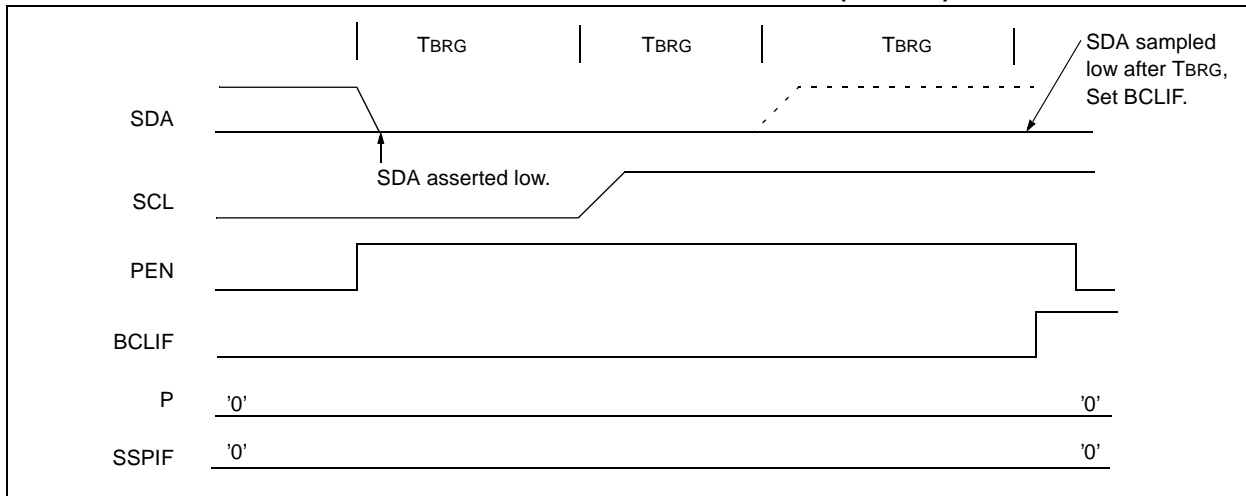 TBRG TBRG TBRG
SDA sampled
low after TBRG,
Set BCLIF.
SDA
SDA asserted low.
SCL
PEN
BCLIF
P '0' '0'
SSPIF '0' '0'